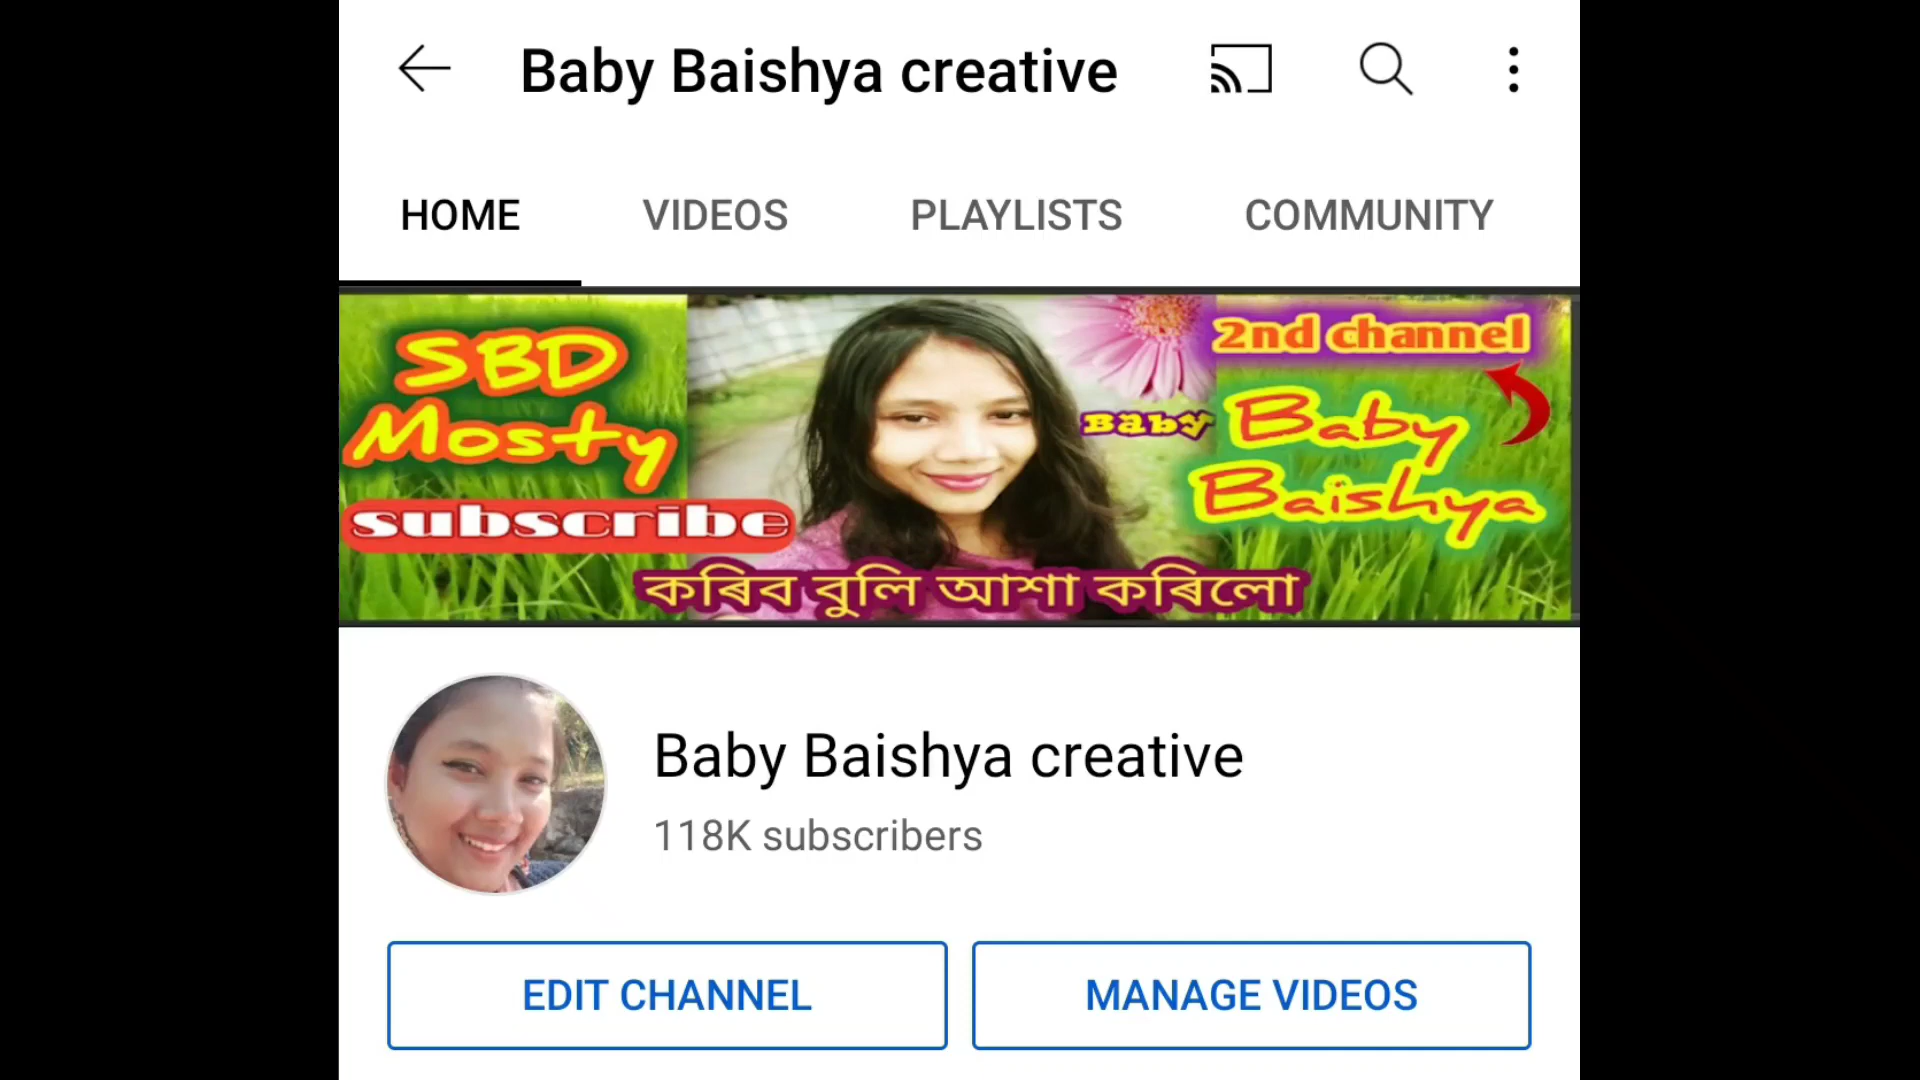 Baby Baishya creative
HOME VIDEOS PLAYLISTS COMMUNITY
SBD
Mosty
subscribe
Baby
2nd channel
Baby
Baishya
কৰিব বুলি আশা কৰিলো
Baby Baishya creative
118K subscribers
EDIT CHANNEL MANAGE VIDEOS